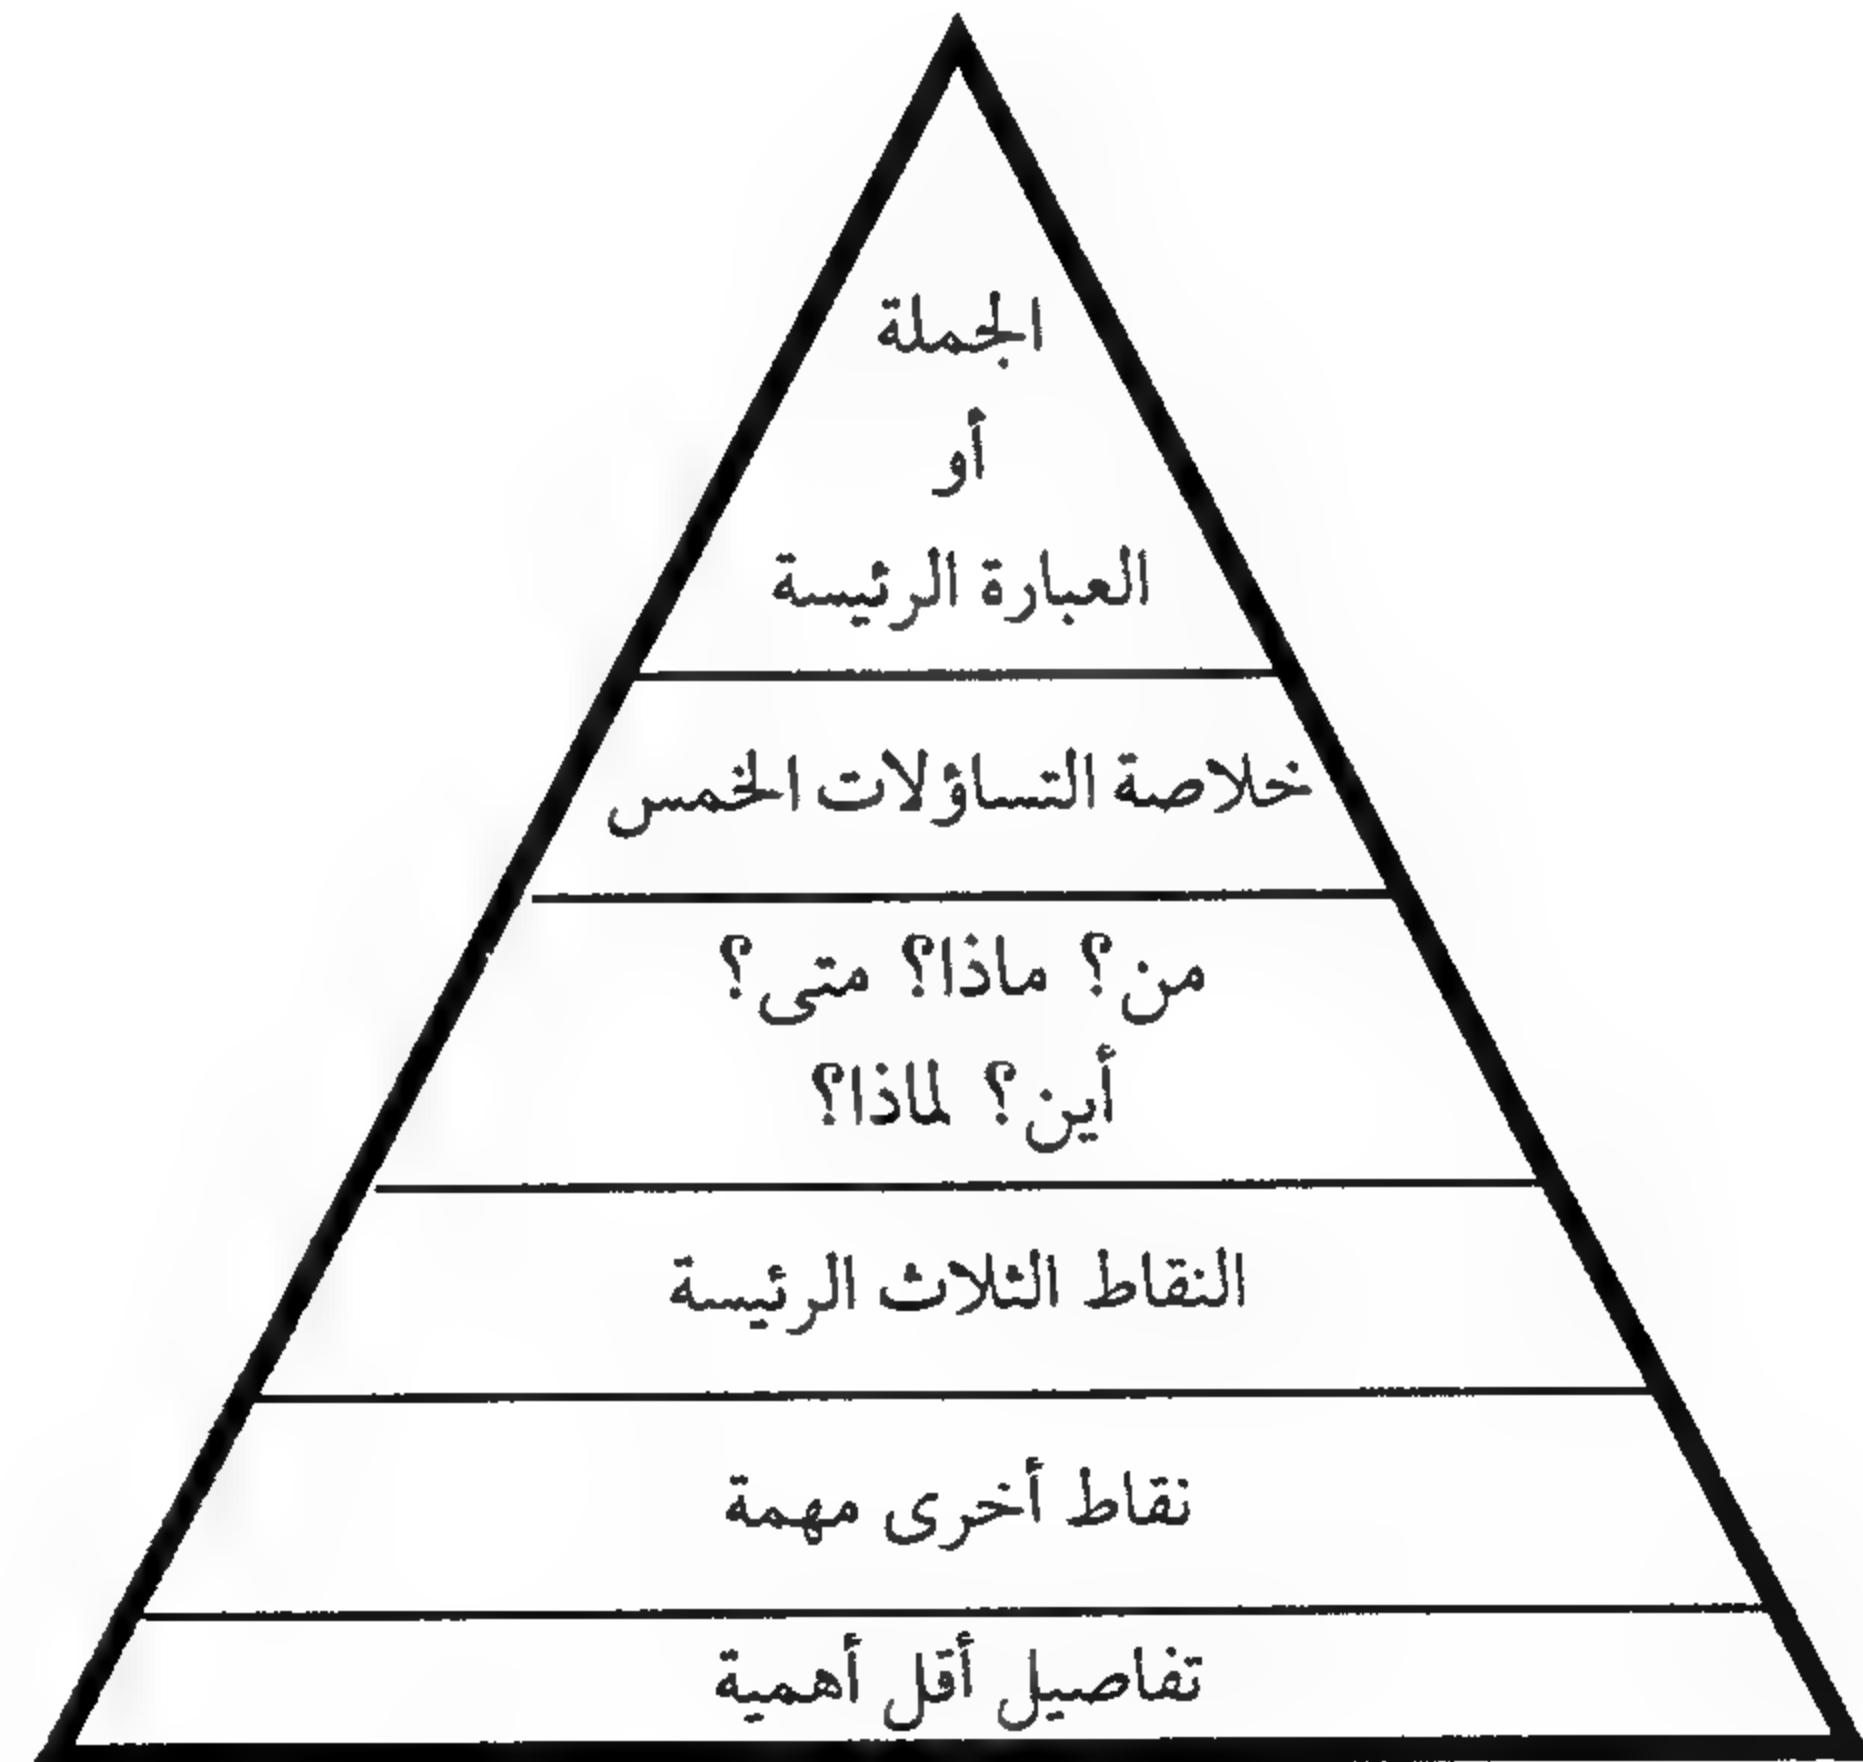 الجملة
أو
العبارة الرئيسة
خلاصة التساؤلات الخمس
من؟ ماذا؟ متى؟
أين؟ لماذا؟
النقاط الثلاث الرئيسة
نقاط أخرى مهمة
تفاصيل أقل أهمية